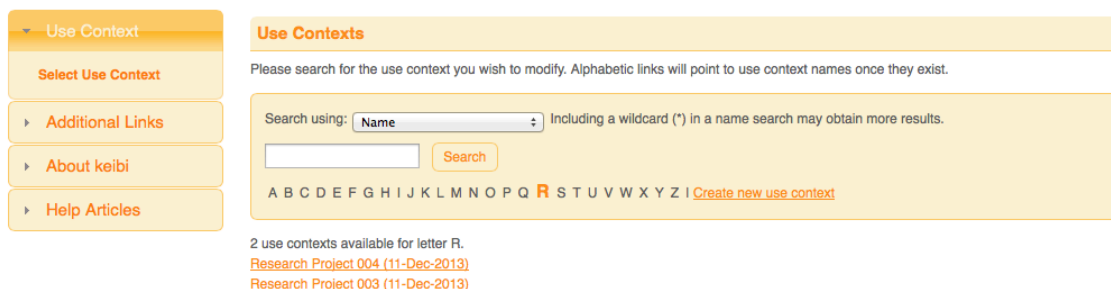 Use Context
Select Use Context
Additional Links
About keibi
Help Articles
Use Contexts
Please search for the use context you wish to modify. Alphabetic links will point to use context names once they exist.
Search using: Name Including a wildcard (*) in a name search may obtain more results.
Search
A B C D E F G H I J K L M N O P Q R S T U V W X Y Z I Create new use context
2 use contexts available for letter R.
Research Project 004 (11-Dec-2013)
Research Project 003 (11-Dec-2013)